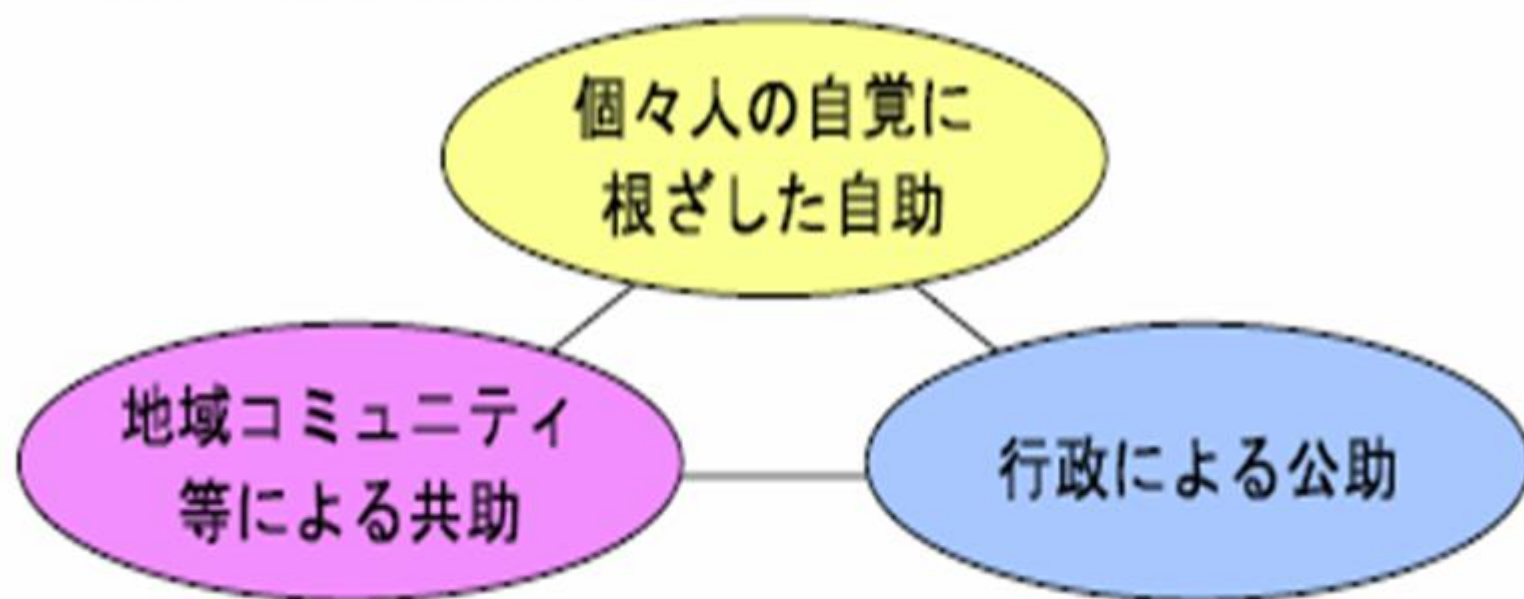 個々人の自覚に
根ざした自助
地域コミュニティ
等による共助
行政による公助